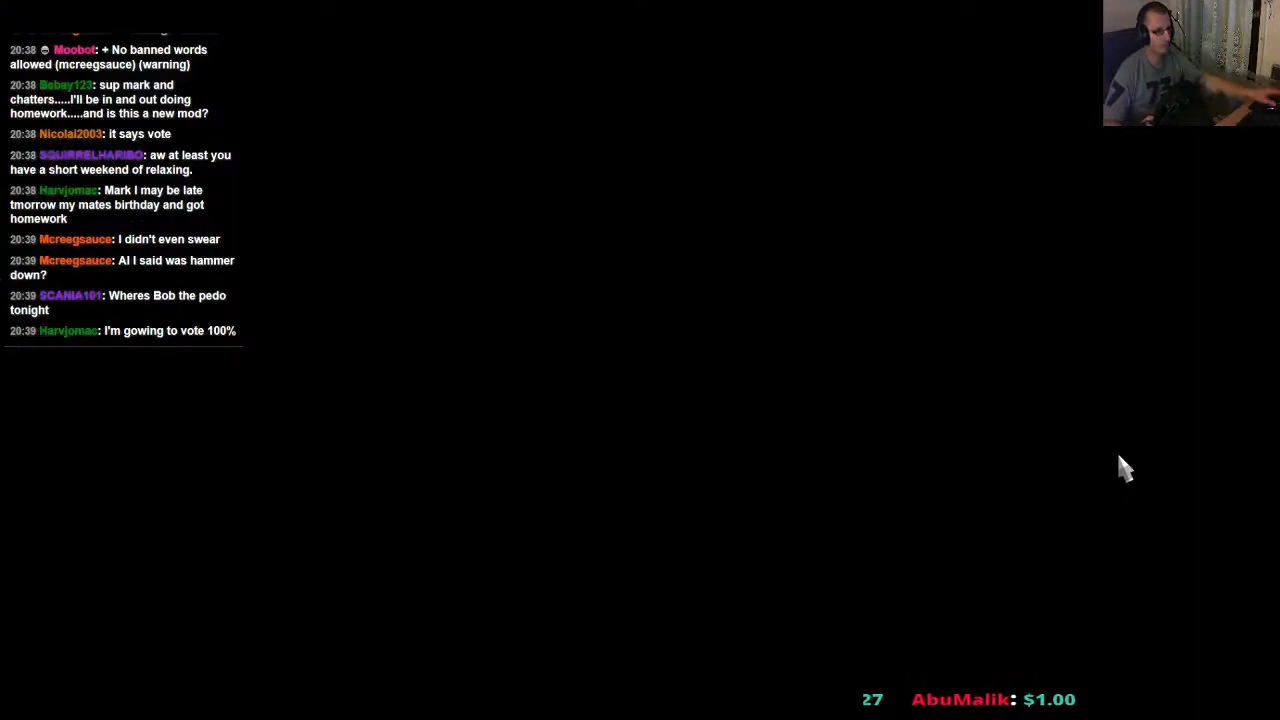 20:38 Moobot: + No banned words
allowed (mcreegsauce) (warning)
20:38 Bebay123: sup mark and
chatters.....I'll be in and out doing
homework.....and is this a new mod?
20:38 Nicolai2003: it says vote
20:38 SQUIRRELHARIBO: aw at least you
have a short weekend of relaxing.
20:38 Harvjomac: Mark I may be late
tmorrow my mates birthday and got
homework
20:39 Mcreegsauce: I didn't even swear
20:39 Mcreegsauce: Al I said was hammer
down?
20:39 SCANIA101: Wheres Bob the pedo
tonight
20:39 Harvjomac: I'm gowing to vote 100%
27 AbuMalik: $1.00